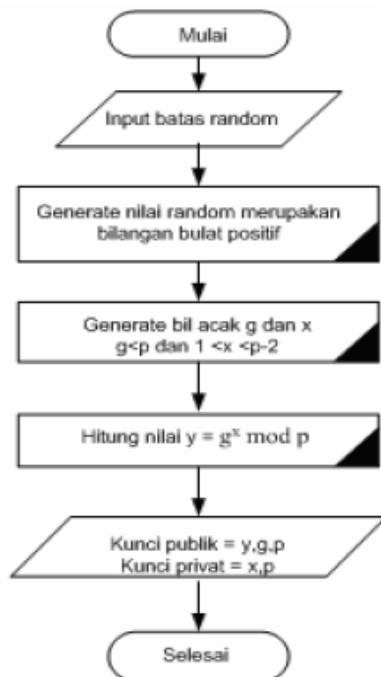 Mulai
Input batas random
Generate nilai random merupakan
bilangan bulat positif
Generate bil acak g dan x
g<p dan 1 <x <p-2
Hitung nilai y = gˣ mod p
Kunci publik = y,g,p
Kunci privat = x,p
Selesai